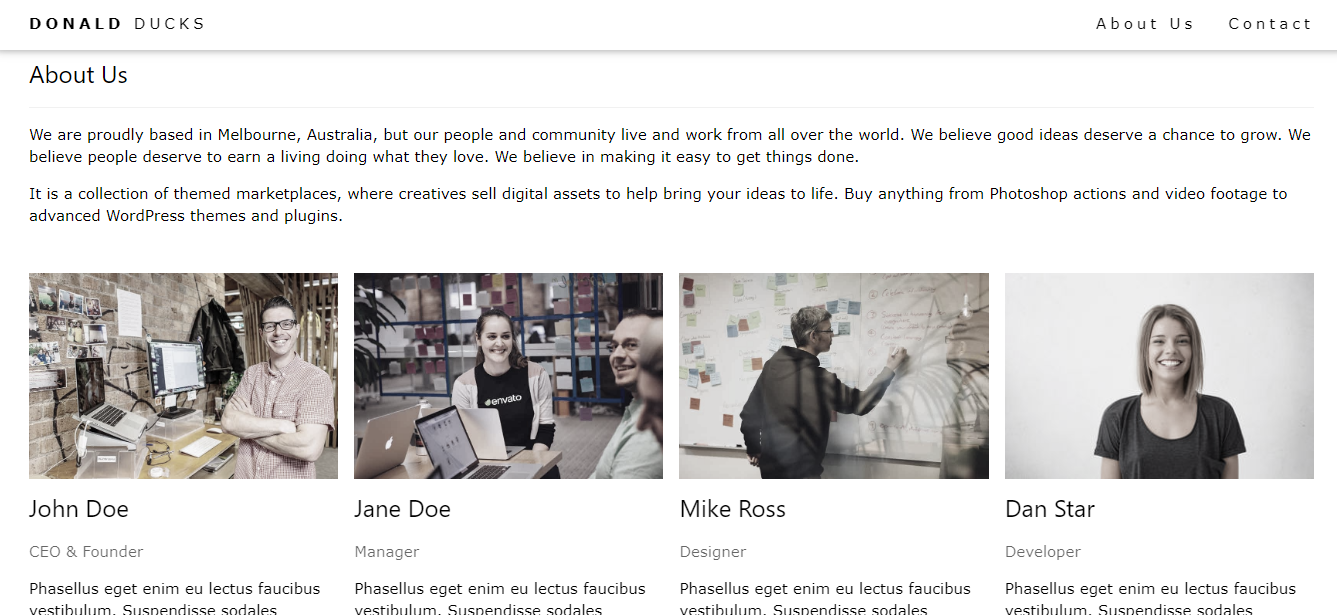 DONALD DUCKS
About Us
Contact
About Us
We are proudly based in Melbourne, Australia, but our people and community live and work from all over the world. We believe good ideas deserve a chance to grow. We
believe people deserve to earn a living doing what they love. We believe in making it easy to get things done.
It is a collection of themed marketplaces, where creatives sell digital assets to help bring your ideas to life. Buy anything from Photoshop actions and video footage to
advanced WordPress themes and plugins.
envato
John Doe
CEO & Founder
Phasellus eget enim eu lectus faucibus
vestibulum. Suspendisse sodales
Jane Doe
Manager
Phasellus eget enim eu lectus faucibus
vestibulum. Suspendisse sodales
Mike Ross
Designer
Phasellus eget enim eu lectus faucibus
vestibulum. Suspendisse sodales
Dan Star
Developer
Phasellus eget enim eu lectus faucibus
vestibulum. Suspendisse sodales